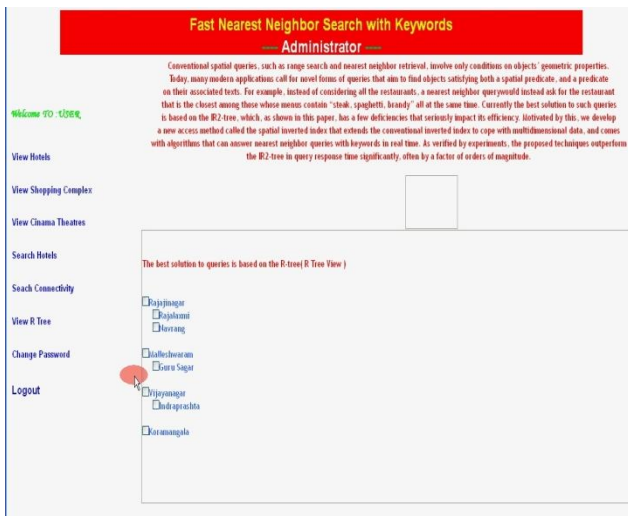 Fast Nearest Neighbor Search with Keywords
---- Administrator ----
Conventional spatial queries, such as range search and nearest neighbor retrieval, involve only conditions on objects' geometric properties.
Today, many modern applications call for novel forms of queries that aim to find objects satisfying both a spatial predicate, and a predicate
on their associated texts. For example, instead of considering all the restaurants, a nearest neighbor query would instead ask for the restaurant
that is the closest among those whose menus contain "steak, spaghetti, brandy" all at the same time. Currently the best solution to such queries
is based on the IR2-tree, which, as shown in this paper, has a few deficiencies that seriously impact its efficiency. Motivated by this, we develop
a new access method called the spatial inverted index that extends the conventional inverted index to cope with multidimensional data, and comes
with algorithms that can answer nearest neighbor queries with keywords in real time. As verified by experiments, the proposed techniques outperform
the IR2-tree in query response time significantly, often by a factor of orders of magnitude.
Welcome TO :USER,
View Hotels
View Shopping Complex
View Cinama Theatres
Search Hotels
Seach Connectivity
View R Tree
Change Password
Logout
The best solution to queries is based on the R-tree( R Tree View )
Rajajinagar
Rajalaxmi
Navrang
Malleshwaram
Guru Sagar
Vijayanagar
Indraprashta
Koramangala